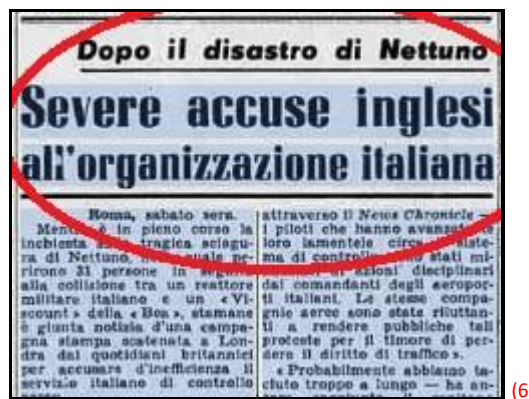 Dopo il disastro di Nettuno
Severe accuse inglesi
all'organizzazione italiana
Roma, sabato sera.
Mentre è in pieno corso la
inchiesta tragica sciagu-
ra di Nettuno, nella quale pe-
rirono 31 persone in seguito
alla collisione tra un reattore
militare italiano e un «Vi-
scount» della «Bea», stamane
è giunta notizia d'una campa-
gna stampa scatenata a Lon-
dra dai quotidiani britannici
per accusare d'inefficienza il
servizio italiano di controllo
attraverso il News Chronicle —
i piloti che hanno avanzato
loro lamentele circa siste-
ma di controllo sono stati mi-
di azioni disciplinari
dai comandanti degli aeropor-
ti italiani. Le stesse compa-
gnie aeree sono state riluttan-
ti a rendere pubbliche tali
proteste per il timore di per-
dere il diritto di traffico».
«Probabilmente abbiamo ta-
ciuto troppo a lungo — ha an-
(6